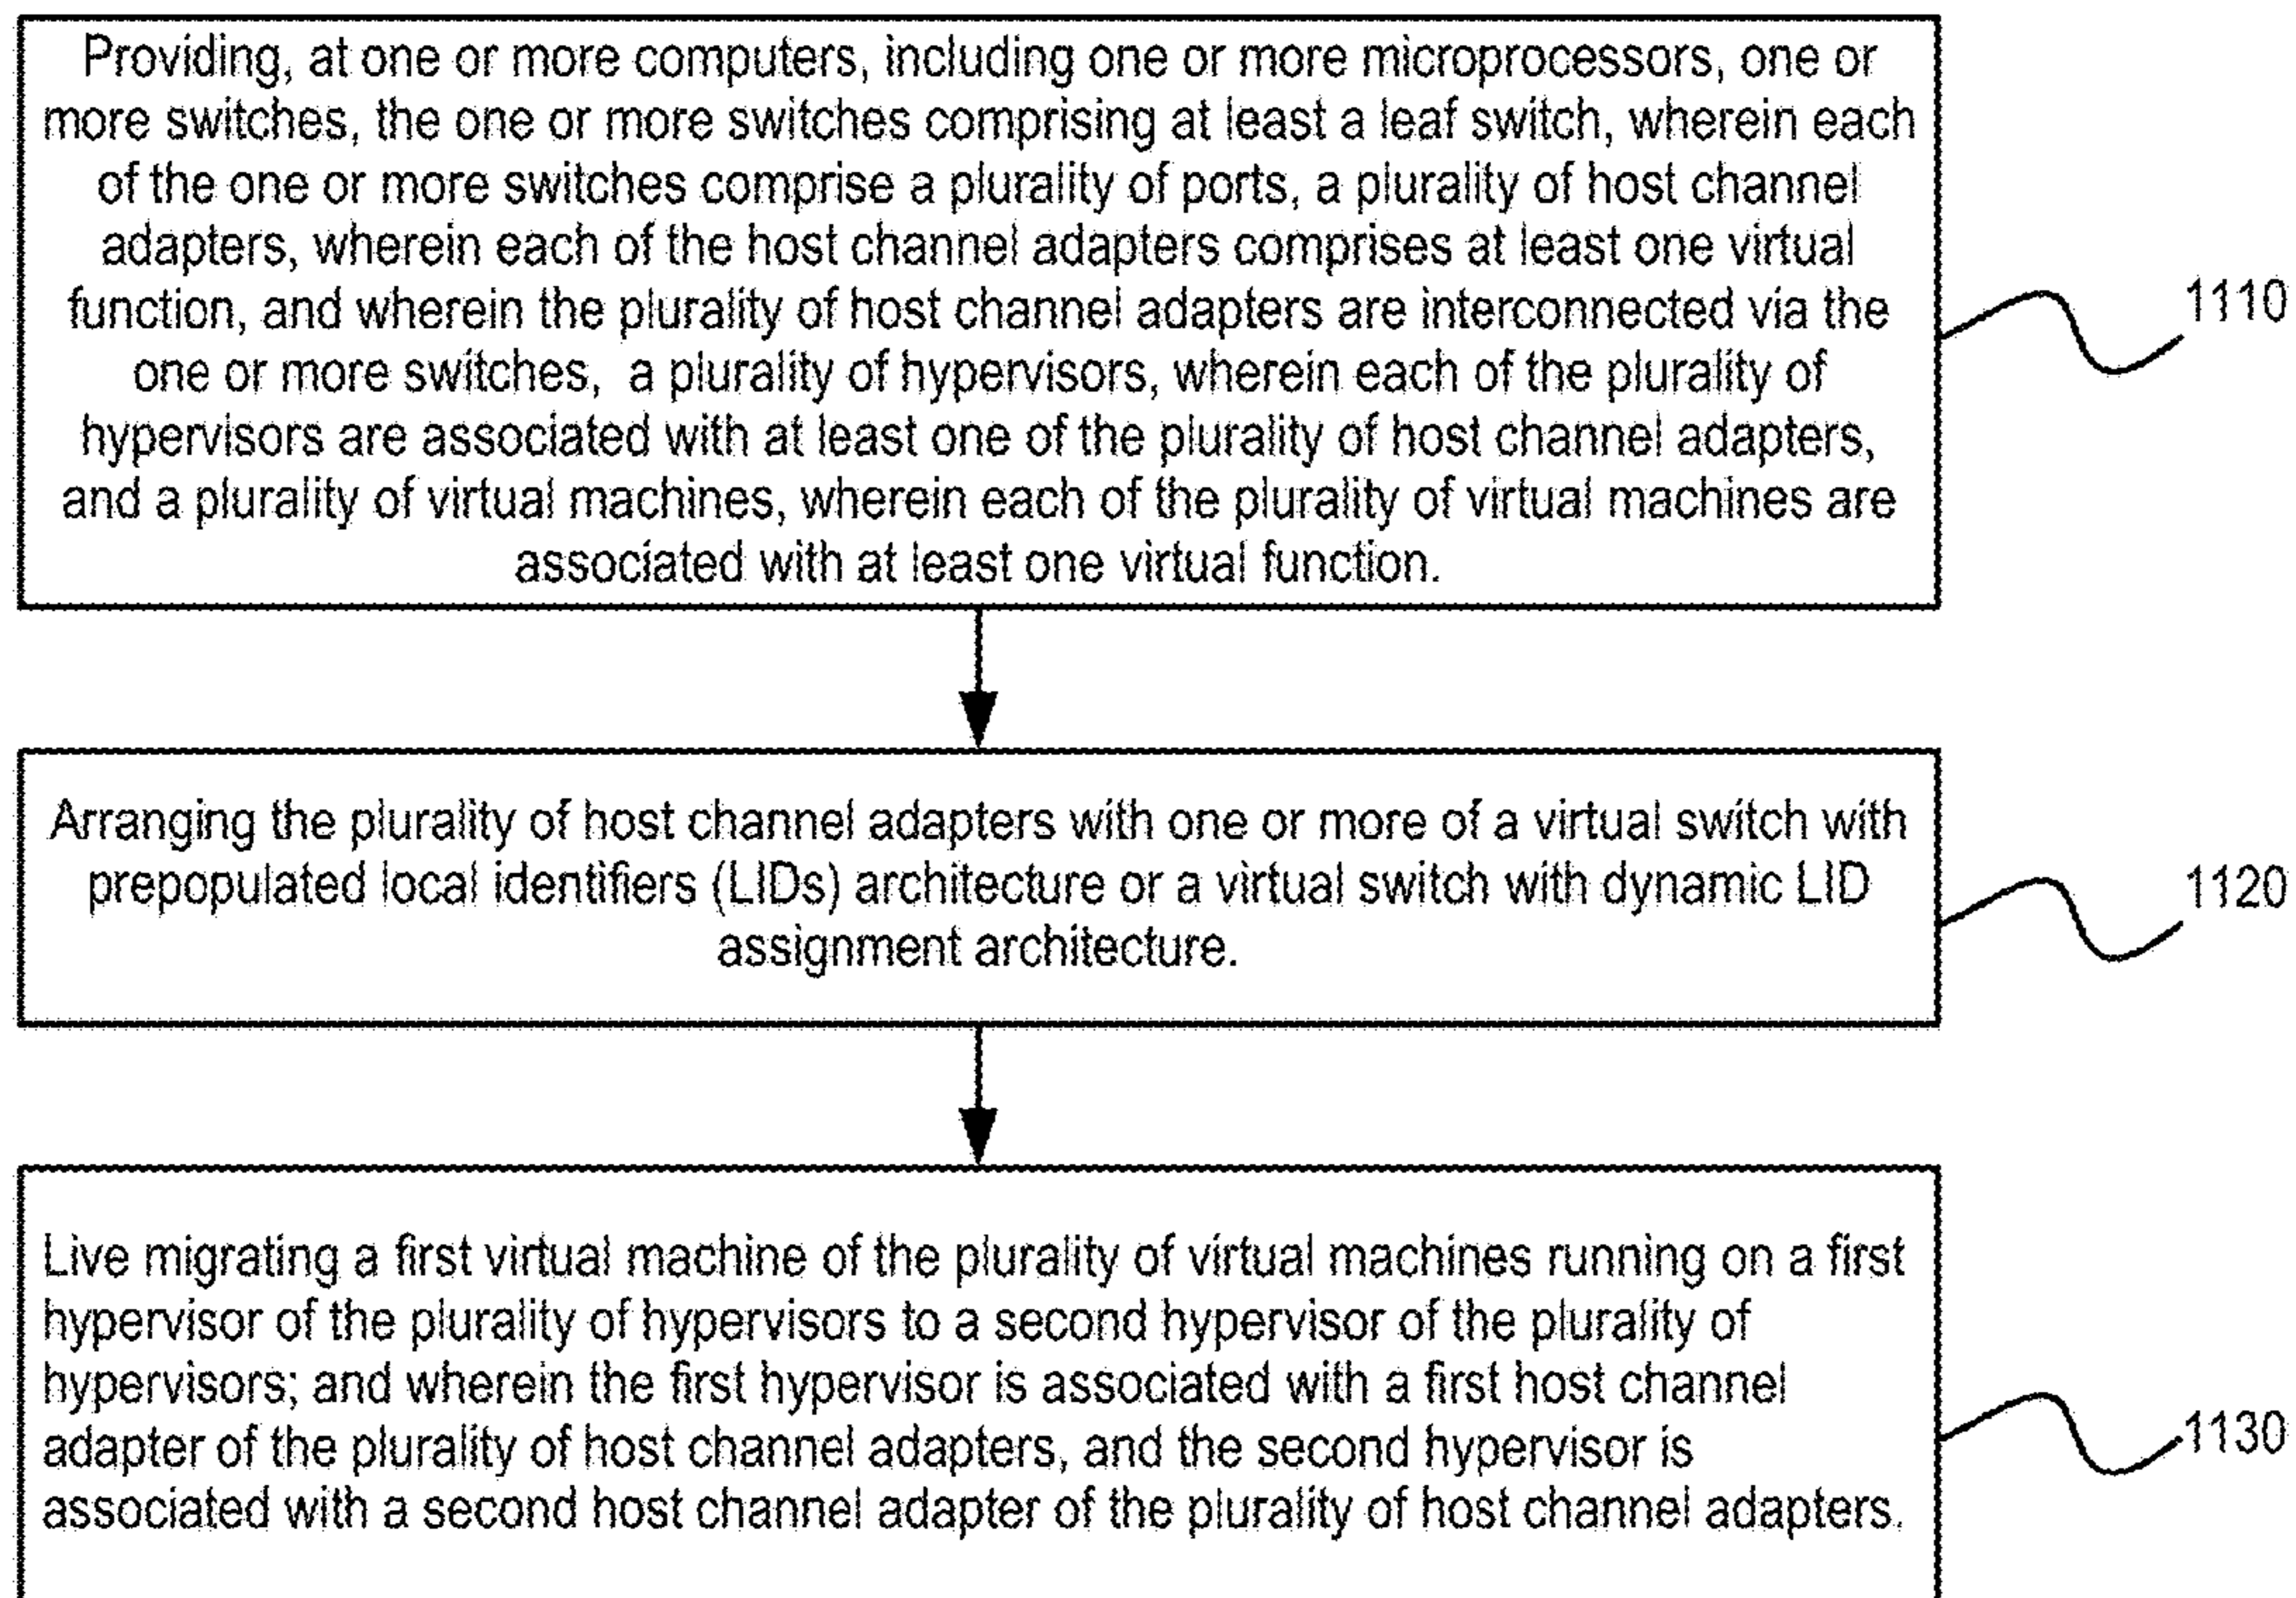 Providing, at one or more computers, including one or more microprocessors, one or
more switches, the one or more switches comprising at least a leaf switch, wherein each
of the one or more switches comprise a plurality of ports, a plurality of host channel
adapters, wherein each of the host channel adapters comprises at least one virtual
function, and wherein the plurality of host channel adapters are interconnected via the
one or more switches, a plurality of hypervisors, wherein each of the plurality of
hypervisors are associated with at least one of the plurality of host channel adapters,
and a plurality of virtual machines, wherein each of the plurality of virtual machines are
associated with at least one virtual function.
1110
Arranging the plurality of host channel adapters with one or more of a virtual switch with
prepopulated local identifiers (LIDs) architecture or a virtual switch with dynamic LID
assignment architecture.
1120
Live migrating a first virtual machine of the plurality of virtual machines running on a first
hypervisor of the plurality of hypervisors to a second hypervisor of the plurality of
hypervisors; and wherein the first hypervisor is associated with a first host channel
adapter of the plurality of host channel adapters, and the second hypervisor is
associated with a second host channel adapter of the plurality of host channel adapters.
1130